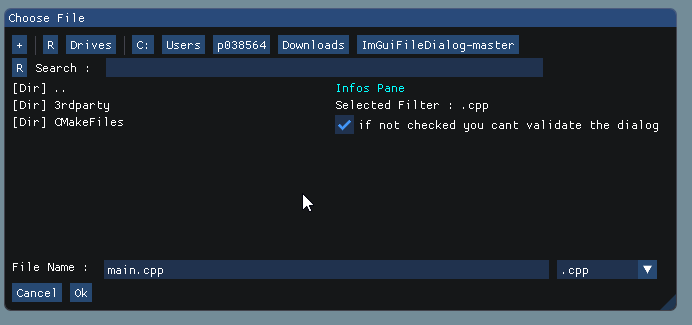 Choose File
+ R Drives C: Users p038564 Downloads ImGuiFileDialog-master
R Search :
[Dir] .. Infos Pane
[Dir] 3rdparty Selected Filter : .cpp
[Dir] CMakeFiles if not checked you cant validate the dialog
File Name : main.cpp .cpp
Cancel Ok